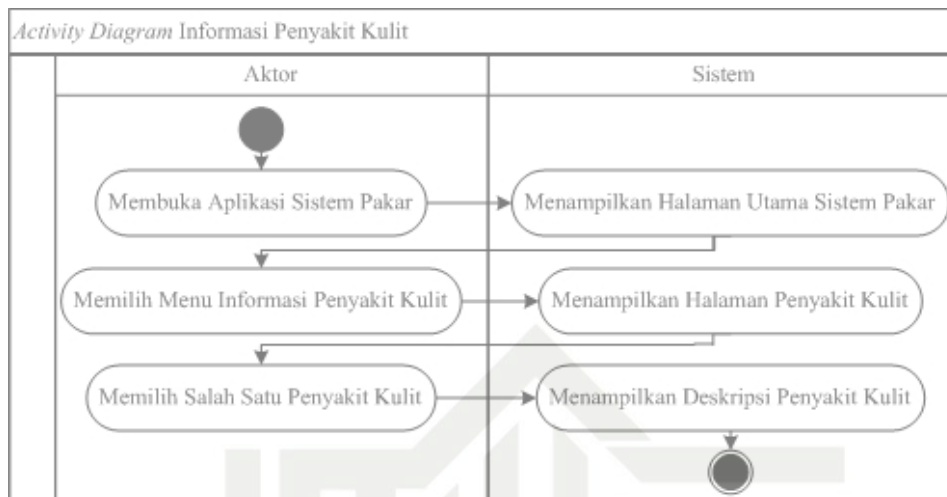 Activity Diagram Informasi Penyakit Kulit
Aktor
Sistem
Membuka Aplikasi Sistem Pakar
Menampilkan Halaman Utama Sistem Pakar
Memilih Menu Informasi Penyakit Kulit
Menampilkan Halaman Penyakit Kulit
Memilih Salah Satu Penyakit Kulit
Menampilkan Deskripsi Penyakit Kulit